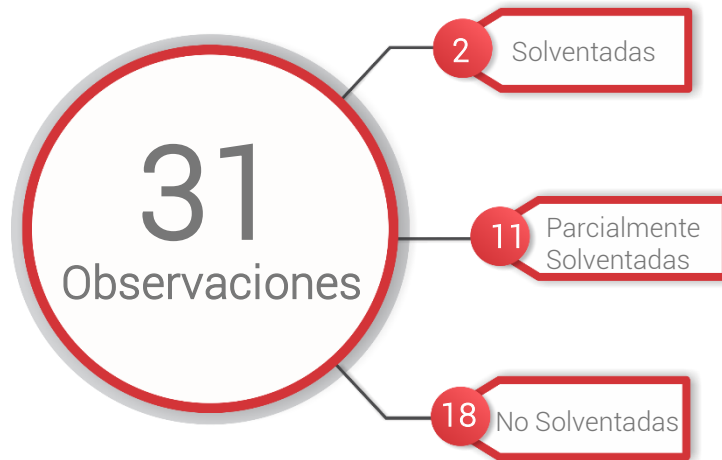 31
Observaciones
2
Solventadas
11
Parcialmente
Solventadas
18
No Solventadas